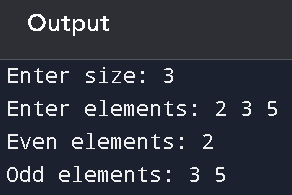 Output
Enter size: 3
Enter elements: 2 3 5
Even elements: 2
Odd elements: 3 5